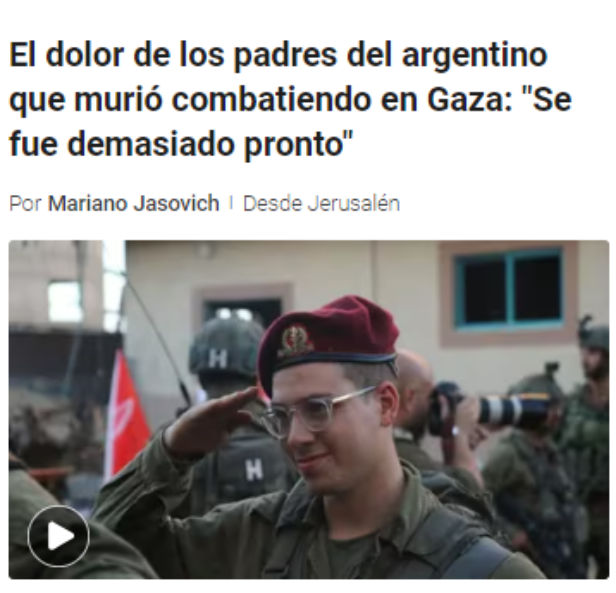 El dolor de los padres del argentino
que murió combatiendo en Gaza: "Se
fue demasiado pronto"
Por Mariano Jasovich | Desde Jerusalén
H
H